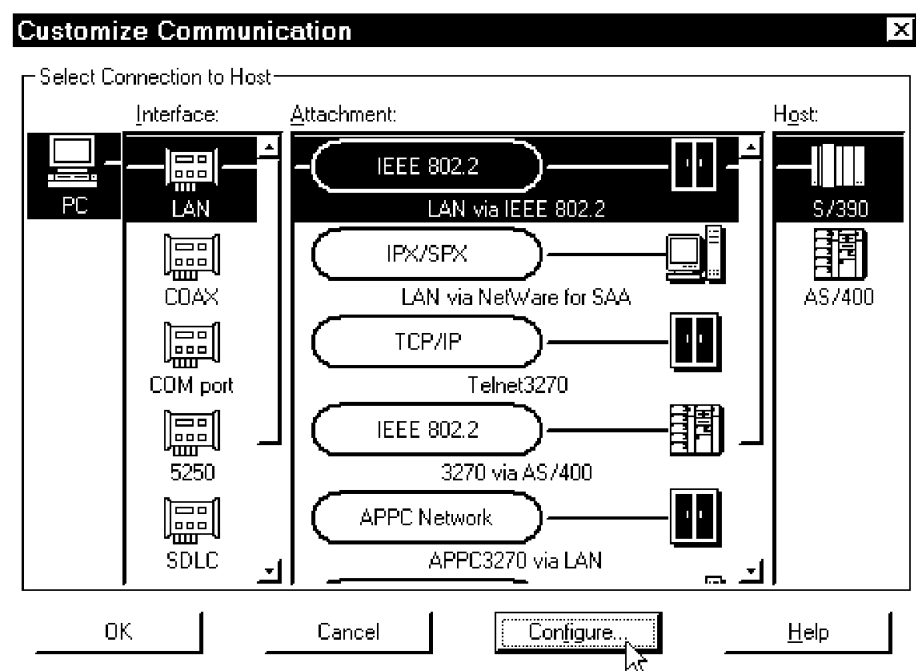 Customize Communication
Select Connection to Host
Interface:
Attachment:
Host:
PC
LAN
IEEE 802.2
LAN via IEEE 802.2
S/390
COAX
IPX/SPX
LAN via NetWare for SAA
AS/400
COM port
TCP/IP
Telnet3270
5250
IEEE 802.2
3270 via AS/400
SDLC
APPC Network
APPC3270 via LAN
OK
Cancel
Configure...
Help